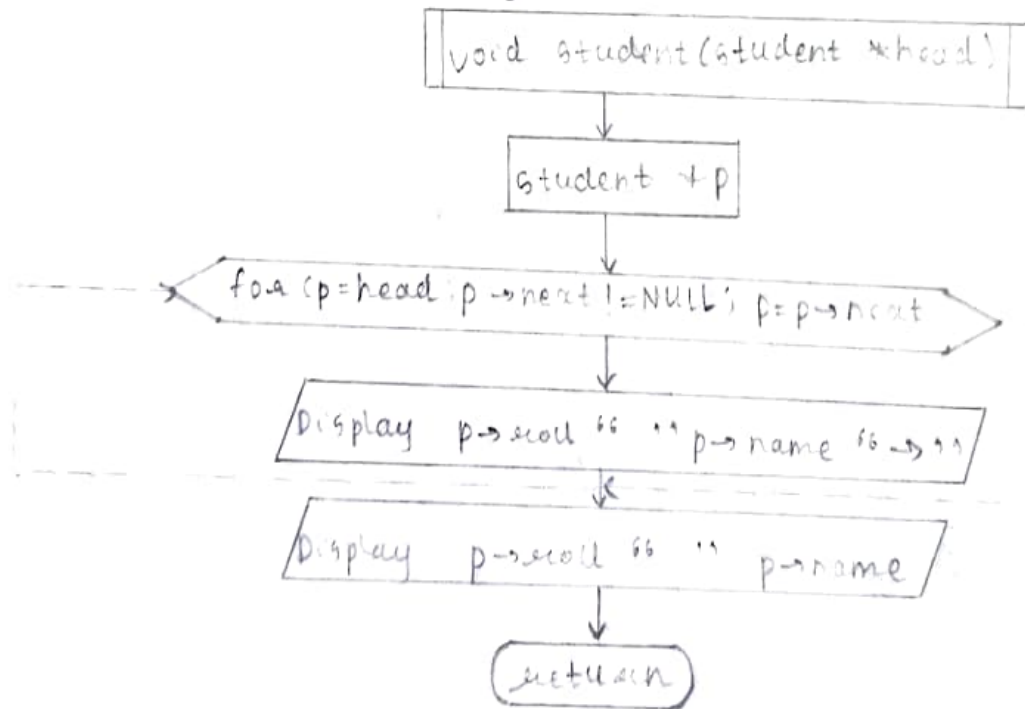 void student(student *head)
student *p
for (p=head; p→next != NULL; p=p→next
Display p→roll “ ” p→name “→”
Display p→roll “ ” p→name
return